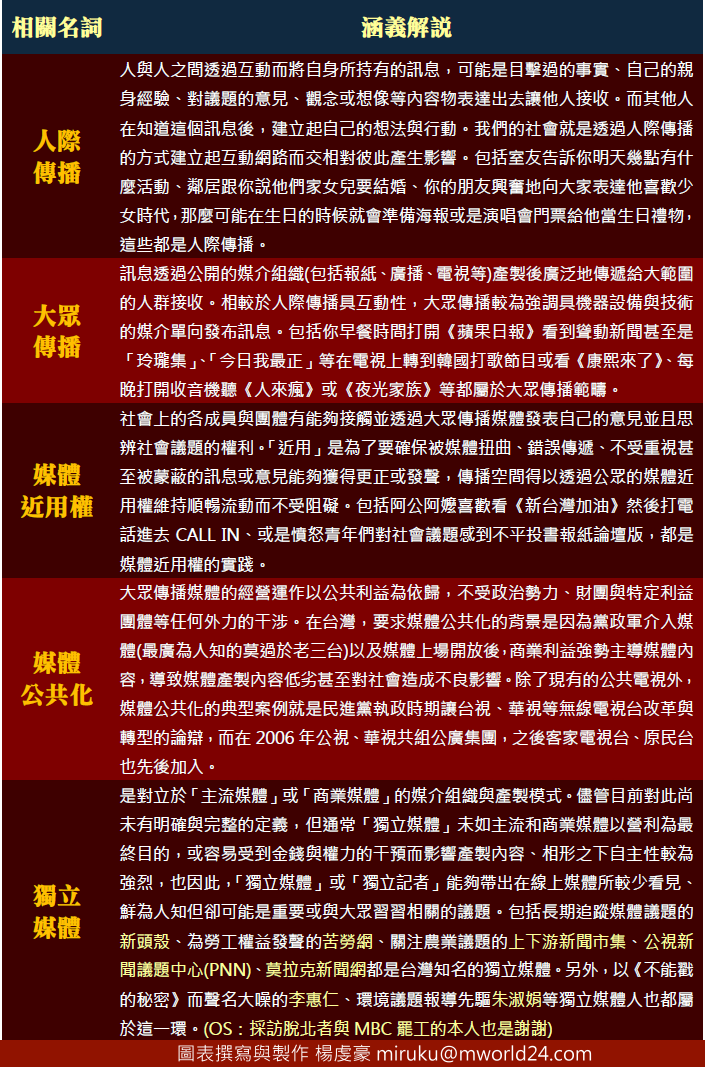 相關名詞 涵義解說
人際
傳播
人與人之間透過互動而將自身所持有的訊息，可能是目擊過的事實、自己的親
身經驗、對議題的意見、觀念或想像等內容物表達出去讓他人接收。而其他人
在知道這個訊息後，建立起自己的想法與行動。我們的社會就是透過人際傳播
的方式建立起互動網路而交相對彼此產生影響。包括室友告訴你明天幾點有什
麼活動、鄰居跟你說他們家女兒要結婚、你的朋友興奮地向大家表達他喜歡少
女時代，那麼可能在生日的時候就會準備海報或是演唱會門票給他當生日禮物，
這些都是人際傳播。
大眾
傳播
訊息透過公開的媒介組織(包括報紙、廣播、電視等)產製後廣泛地傳遞給大範圍
的人群接收。相較於人際傳播具互動性，大眾傳播較為強調具機器設備與技術
的媒介單向發布訊息。包括你早餐時間打開《蘋果日報》看到聳動新聞甚至是
「玲瓏集」、「今日我最正」等在電視上轉到韓國打歌節目或看《康熙來了》、每
晚打開收音機聽《人來瘋》或《夜光家族》等都屬於大眾傳播範疇。
媒體
近用權
社會上的各成員與團體有能夠接觸並透過大眾傳播媒體發表自己的意見並且思
辨社會議題的權利。「近用」是為了要確保被媒體扭曲、錯誤傳遞、不受重視甚
至被蒙蔽的訊息或意見能夠獲得更正或發聲，傳播空間得以透過公眾的媒體近
用權維持順暢流動而不受阻礙。包括阿公阿嬤喜歡看《新台灣加油》然後打電
話進去 CALL IN、或是憤怒青年們對社會議題感到不平投書報紙論壇版，都是
媒體近用權的實踐。
媒體
公共化
大眾傳播媒體的經營運作以公共利益為依歸，不受政治勢力、財團與特定利益
團體等任何外力的干涉。在台灣，要求媒體公共化的背景是因為黨政軍介入媒
體(最廣為人知的莫過於老三台)以及媒體上場開放後，商業利益強勢主導媒體內
容，導致媒體產製內容低劣甚至對社會造成不良影響。除了現有的公共電視外，
媒體公共化的典型案例就是民進黨執政時期讓台視、華視等無線電視台改革與
轉型的論辯，而在 2006 年公視、華視共組公廣集團，之後客家電視台、原民台
也先後加入。
獨立
媒體
是對立於「主流媒體」或「商業媒體」的媒介組織與產製模式。儘管目前對此尚
未有明確與完整的定義，但通常「獨立媒體」未如主流和商業媒體以營利為最
終目的，或容易受到金錢與權力的干預而影響產製內容、相形之下自主性較為
強烈，也因此，「獨立媒體」或「獨立記者」能夠帶出在線上媒體所較少看見、
鮮為人知但卻可能是重要或與大眾習習相關的議題。包括長期追蹤媒體議題的
新頭殼、為勞工權益發聲的苦勞網、關注農業議題的上下游新聞市集、公視新
聞議題中心(PNN)、莫拉克新聞網都是台灣知名的獨立媒體。另外，以《不能戳
的秘密》而聲名大噪的李惠仁、環境議題報導先驅朱淑娟等獨立媒體人也都屬
於這一環。(OS：採訪脫北者與 MBC 罷工的本人也是謝謝)
圖表撰寫與製作 楊虔豪 miruku@mworld24.com